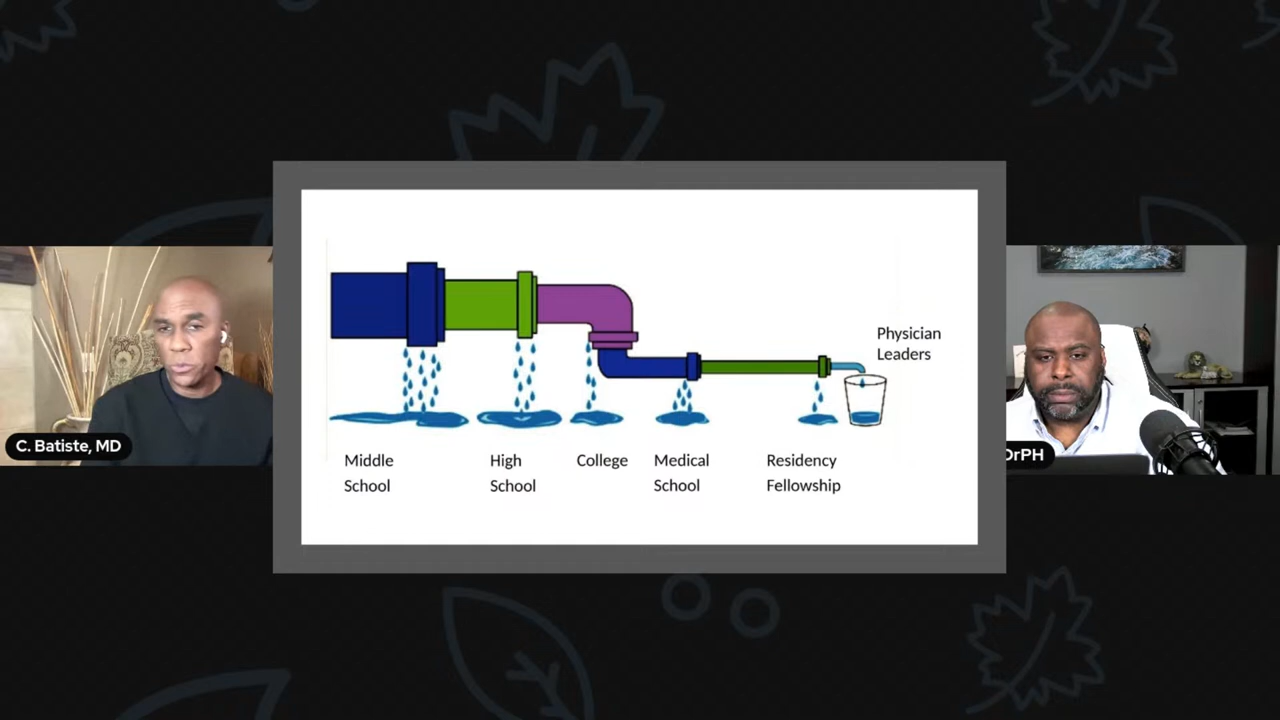 Physician
Leaders
Middle
School
High
School
College
Medical
School
Residency
Fellowship
C. Batiste, MD
DrPH